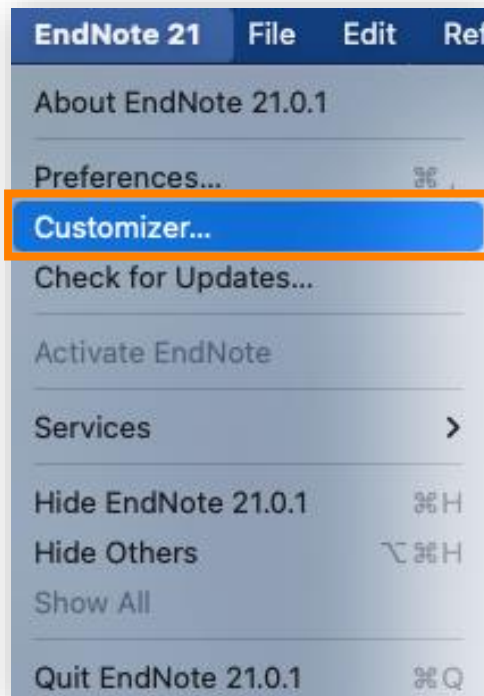 EndNote 21 File Edit Ref
About EndNote 21.0.1
Preferences... ⌘ ,
Customizer...
Check for Updates...
Activate EndNote
Services >
Hide EndNote 21.0.1 ⌘H
Hide Others ⌥⌘H
Show All
Quit EndNote 21.0.1 ⌘Q